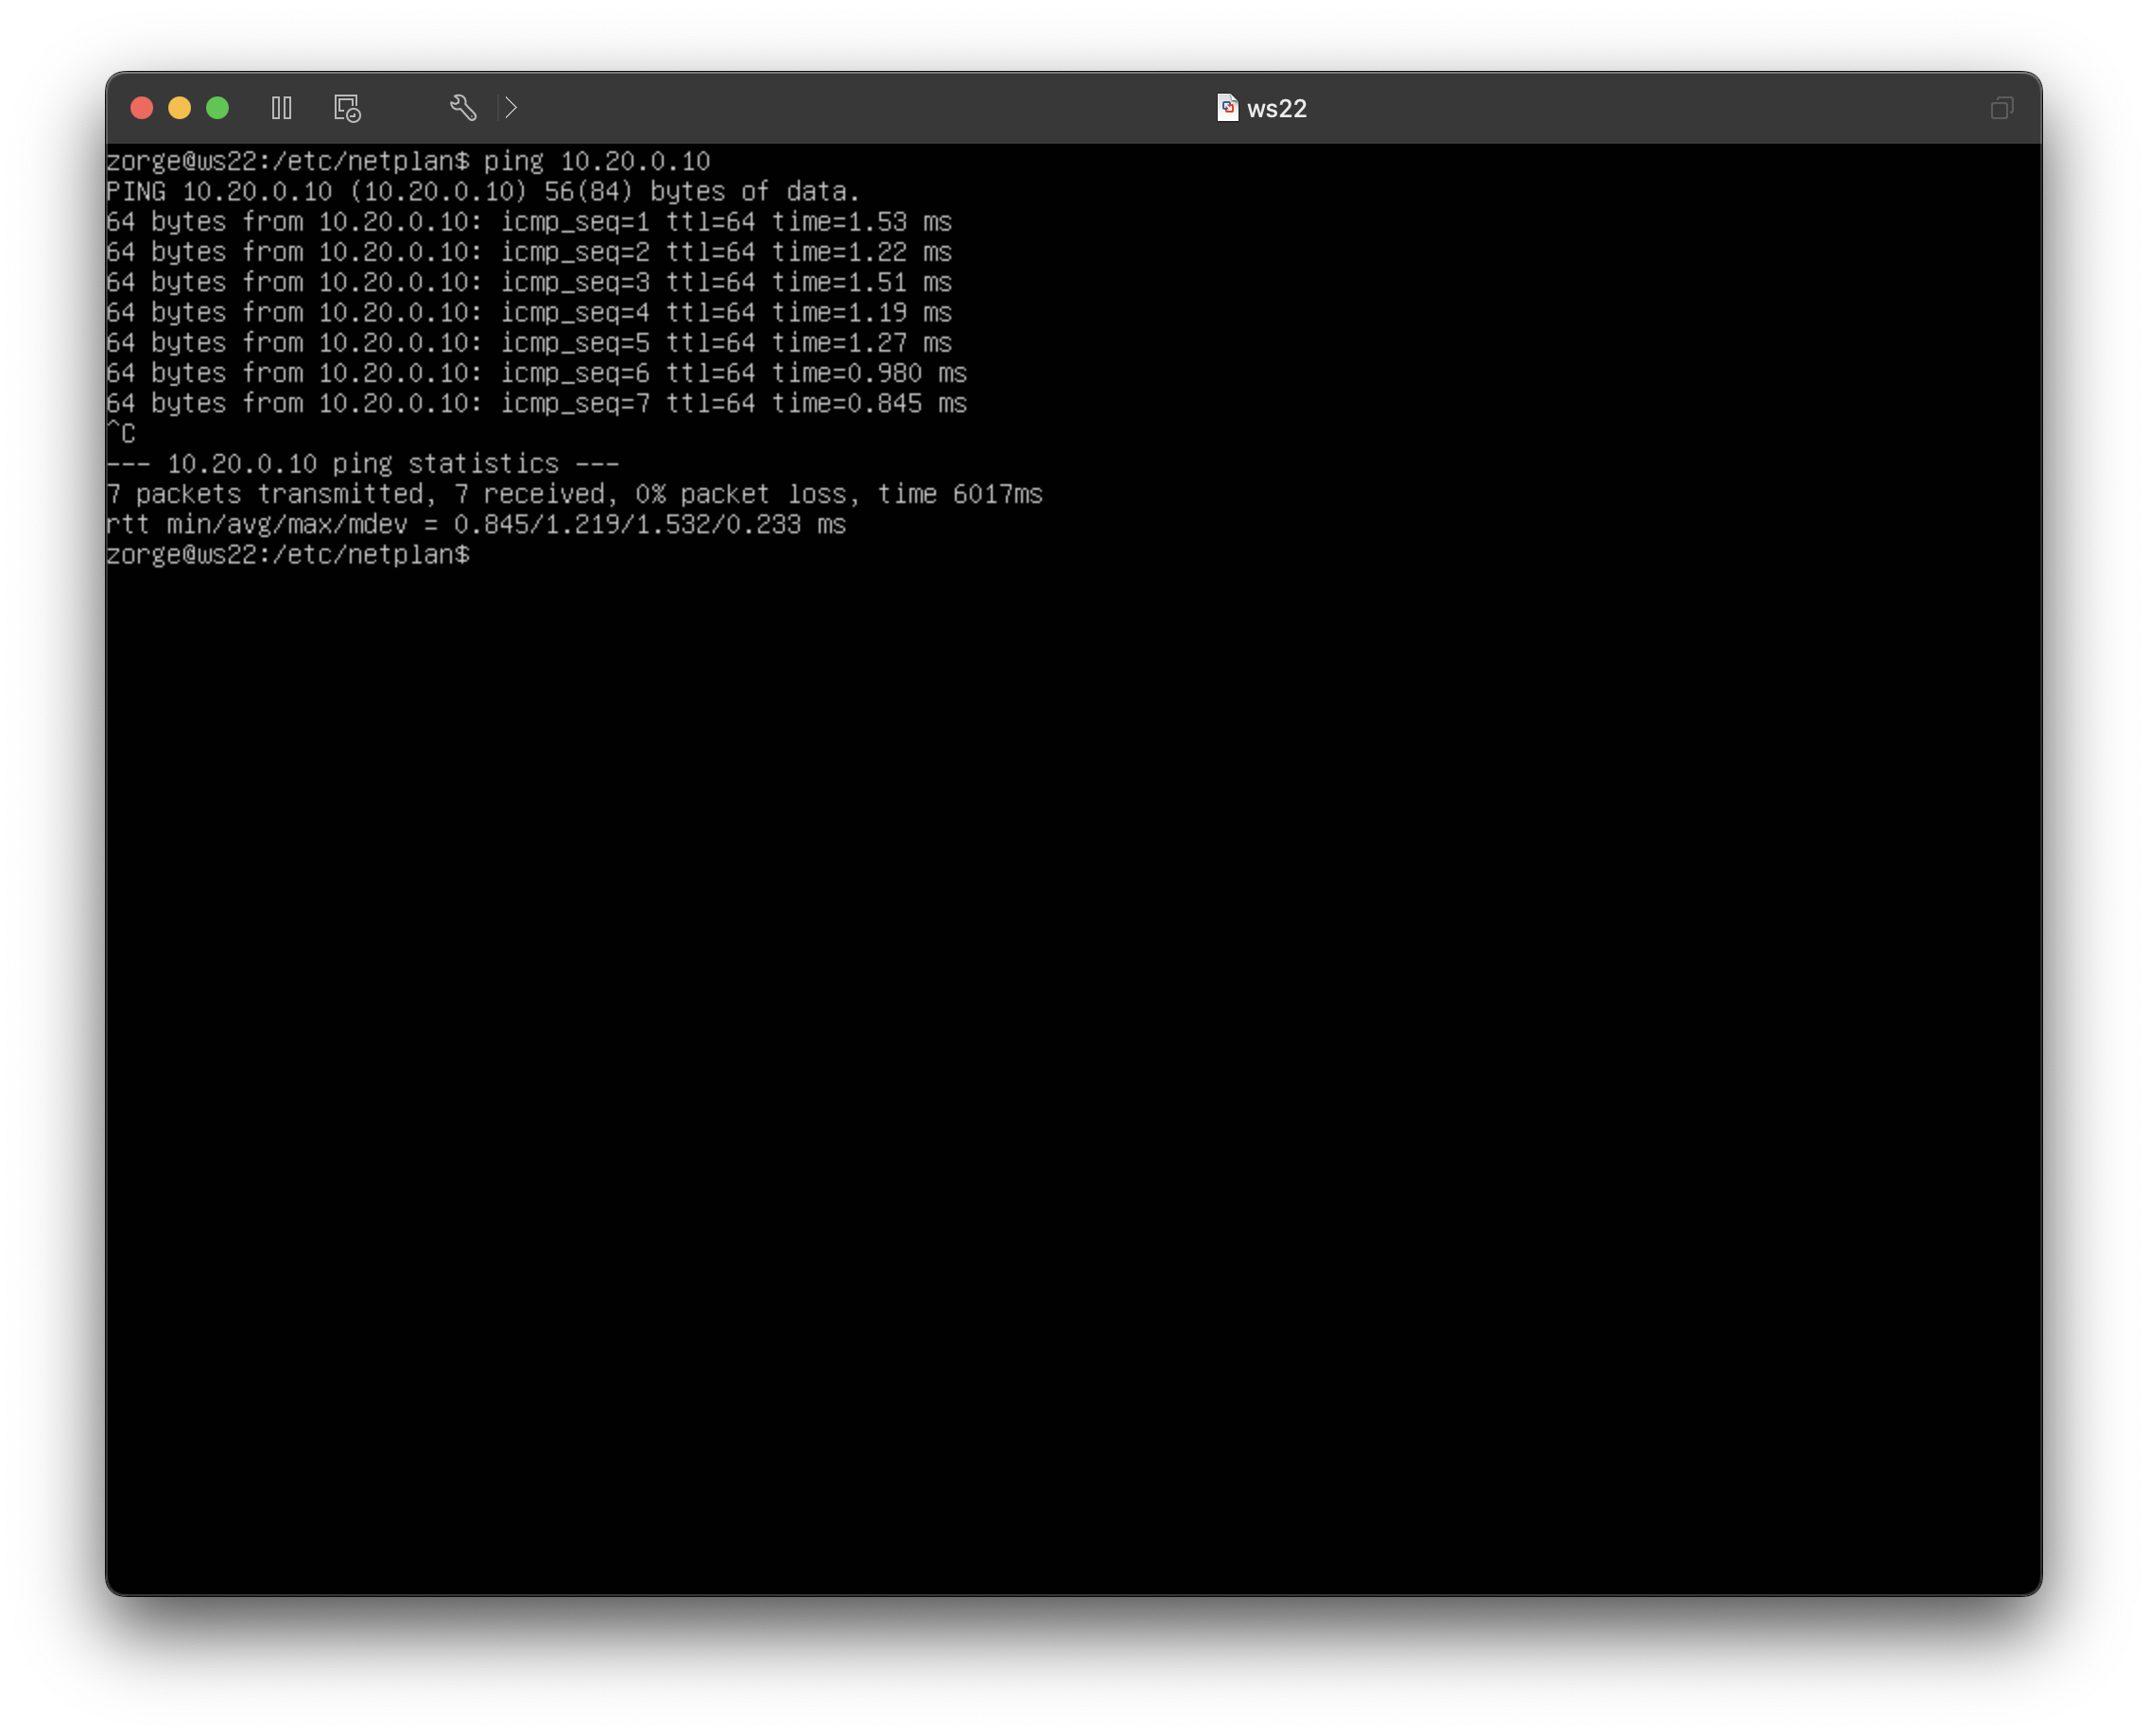 ws22
zorge@ws22:/etc/netplan$ ping 10.20.0.10
PING 10.20.0.10 (10.20.0.10) 56(84) bytes of data.
64 bytes from 10.20.0.10: icmp_seq=1 ttl=64 time=1.53 ms
64 bytes from 10.20.0.10: icmp_seq=2 ttl=64 time=1.22 ms
64 bytes from 10.20.0.10: icmp_seq=3 ttl=64 time=1.51 ms
64 bytes from 10.20.0.10: icmp_seq=4 ttl=64 time=1.19 ms
64 bytes from 10.20.0.10: icmp_seq=5 ttl=64 time=1.27 ms
64 bytes from 10.20.0.10: icmp_seq=6 ttl=64 time=0.980 ms
64 bytes from 10.20.0.10: icmp_seq=7 ttl=64 time=0.845 ms
^C
--- 10.20.0.10 ping statistics ---
7 packets transmitted, 7 received, 0% packet loss, time 6017ms
rtt min/avg/max/mdev = 0.845/1.219/1.532/0.233 ms
zorge@ws22:/etc/netplan$